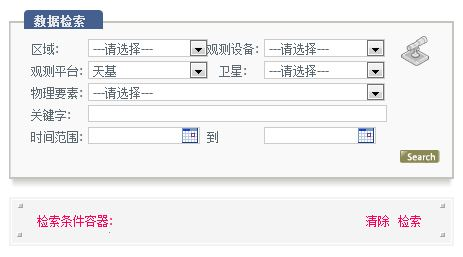 数据检索
区域: ---请选择--- 观测设备: ---请选择---
观测平台: 天基 卫星: ---请选择---
物理要素: ---请选择---
关键字:
时间范围: 到
Search
检索条件容器: 清除 检索